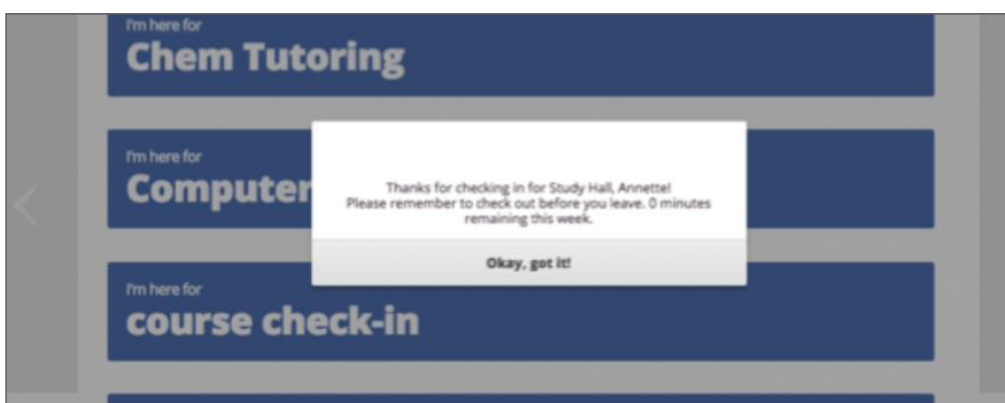 I'm here for
Chem Tutoring
I'm here for
Computer
Thanks for checking in for Study Hall, Annette!
Please remember to check out before you leave. 0 minutes
remaining this week.
Okay, got it!
I'm here for
course check-in